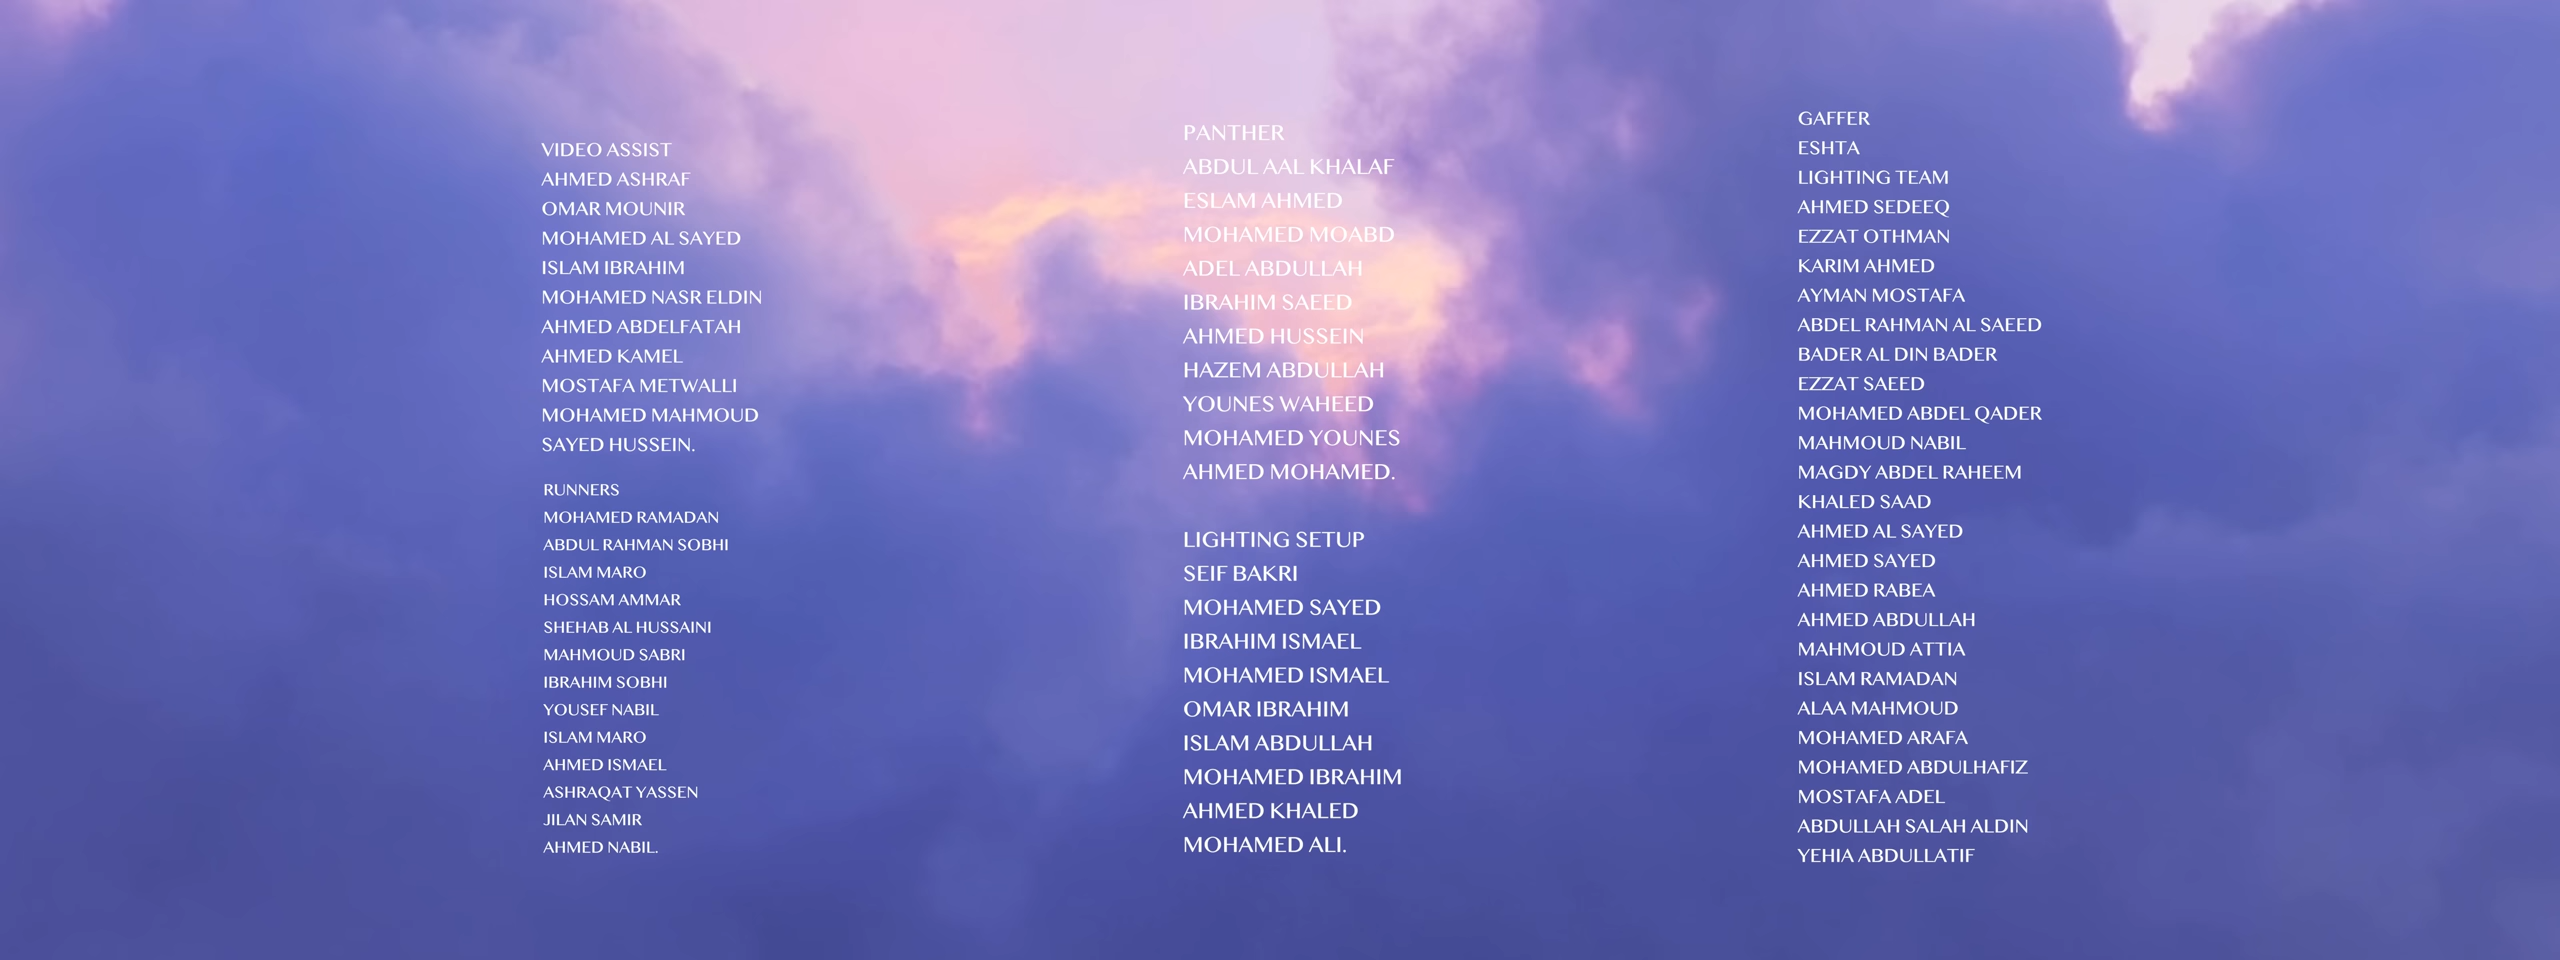 VIDEO ASSIST
AHMED ASHRAF
OMAR MOUNIR
MOHAMED AL SAYED
ISLAM IBRAHIM
MOHAMED NASR ELDIN
AHMED ABDELFATAH
AHMED KAMEL
MOSTAFA METWALLI
MOHAMED MAHMOUD
SAYED HUSSEIN.
RUNNERS
MOHAMED RAMADAN
ABDUL RAHMAN SOBHI
ISLAM MARO
HOSSAM AMMAR
SHEHAB AL HUSSAINI
MAHMOUD SABRI
IBRAHIM SOBHI
YOUSEF NABIL
ISLAM MARO
AHMED ISMAEL
ASHRAQAT YASSEN
JILAN SAMIR
AHMED NABIL.
PANTHER
ABDUL AAL KHALAF
ESLAM AHMED
MOHAMED MOABD
ADEL ABDULLAH
IBRAHIM SAEED
AHMED HUSSEIN
HAZEM ABDULLAH
YOUNES WAHEED
MOHAMED YOUNES
AHMED MOHAMED.
LIGHTING SETUP
SEIF BAKRI
MOHAMED SAYED
IBRAHIM ISMAEL
MOHAMED ISMAEL
OMAR IBRAHIM
ISLAM ABDULLAH
MOHAMED IBRAHIM
AHMED KHALED
MOHAMED ALI.
GAFFER
ESHTA
LIGHTING TEAM
AHMED SEDEEQ
EZZAT OTHMAN
KARIM AHMED
AYMAN MOSTAFA
ABDEL RAHMAN AL SAEED
BADER AL DIN BADER
EZZAT SAEED
MOHAMED ABDEL QADER
MAHMOUD NABIL
MAGDY ABDEL RAHEEM
KHALED SAAD
AHMED AL SAYED
AHMED SAYED
AHMED RABEA
AHMED ABDULLAH
MAHMOUD ATTIA
ISLAM RAMADAN
ALAA MAHMOUD
MOHAMED ARAFA
MOHAMED ABDULHAFIZ
MOSTAFA ADEL
ABDULLAH SALAH ALDIN
YEHIA ABDULLATIF